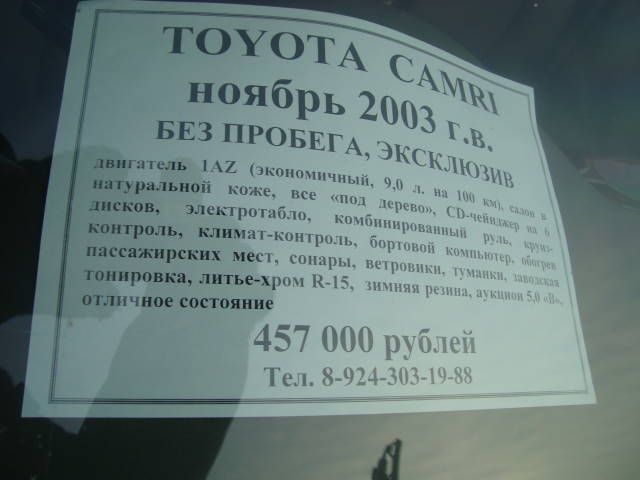 TOYOTA CAMRI
ноябрь 2003 г.в.
БЕЗ ПРОБЕГА, ЭКСКЛЮЗИВ
двигатель 1AZ (экономичный, 9,0 л. на 100 км), салон в
натуральной коже, все «под дерево», CD-чейнджер на 6
дисков, электротабло, комбинированный руль, круиз-
контроль, климат-контроль, бортовой компьютер, обогрев
пассажирских мест, сонары, ветровики, туманки, заводская
тонировка, литье-хром R-15, зимняя резина, аукцион 5,0 «В»,
отличное состояние
457 000 рублей
Тел. 8-924-303-19-88